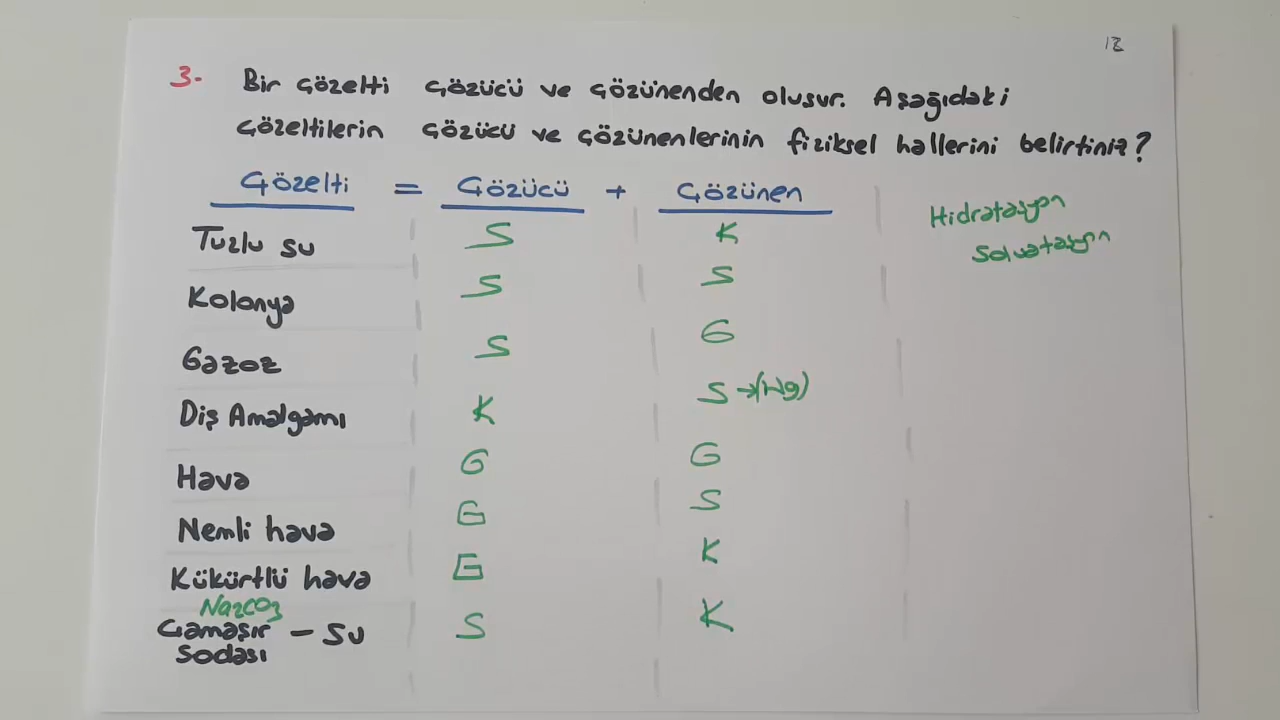 12
3. Bir çözelti çözücü ve çözünenden oluşur. Aşağıdaki
çözeltilerin çözücü ve çözünenlerinin fiziksel hallerini belirtiniz?
Çözelti = Çözücü + Çözünen
Hidratasyon
Solvatasyon
Tuzlu su S K
Kolonya S S
Gazoz S G
Diş Amalgamı K S → (Hg)
Hava G G
Nemli hava G S
Kükürtlü hava G K
Na2CO3
Çamaşır - su S K
Sodası